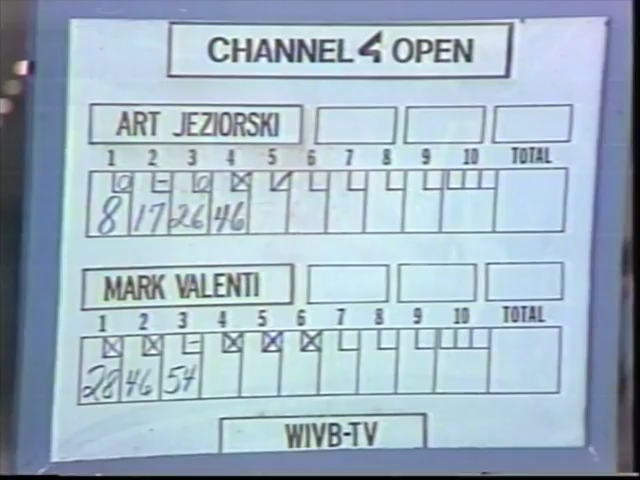 CHANNEL 4 OPEN
ART JEZIORSKI
1 2 3 4 5 6 7 8 9 10 TOTAL
O - O X /
8 17 26 46
MARK VALENTI
1 2 3 4 5 6 7 8 9 10 TOTAL
X X - X X X
28 46 54
WIVB-TV